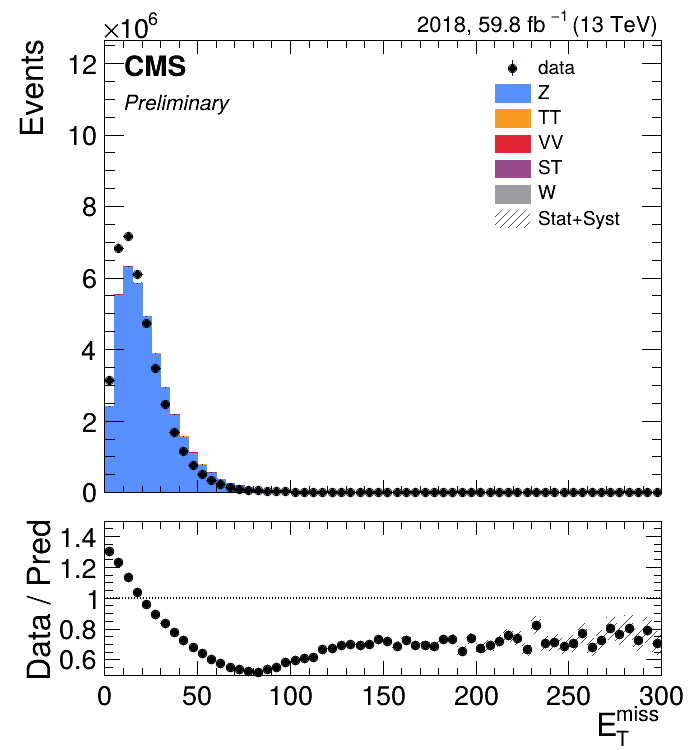 ×10⁶
2018, 59.8 fb⁻¹ (13 TeV)
Events
12
10
8
6
4
2
0
CMS
Preliminary
data
Z
TT
VV
ST
W
Stat+Syst
Data / Pred
1.4
1.2
1
0.8
0.6
0 50 100 150 200 250 300
E_T^miss